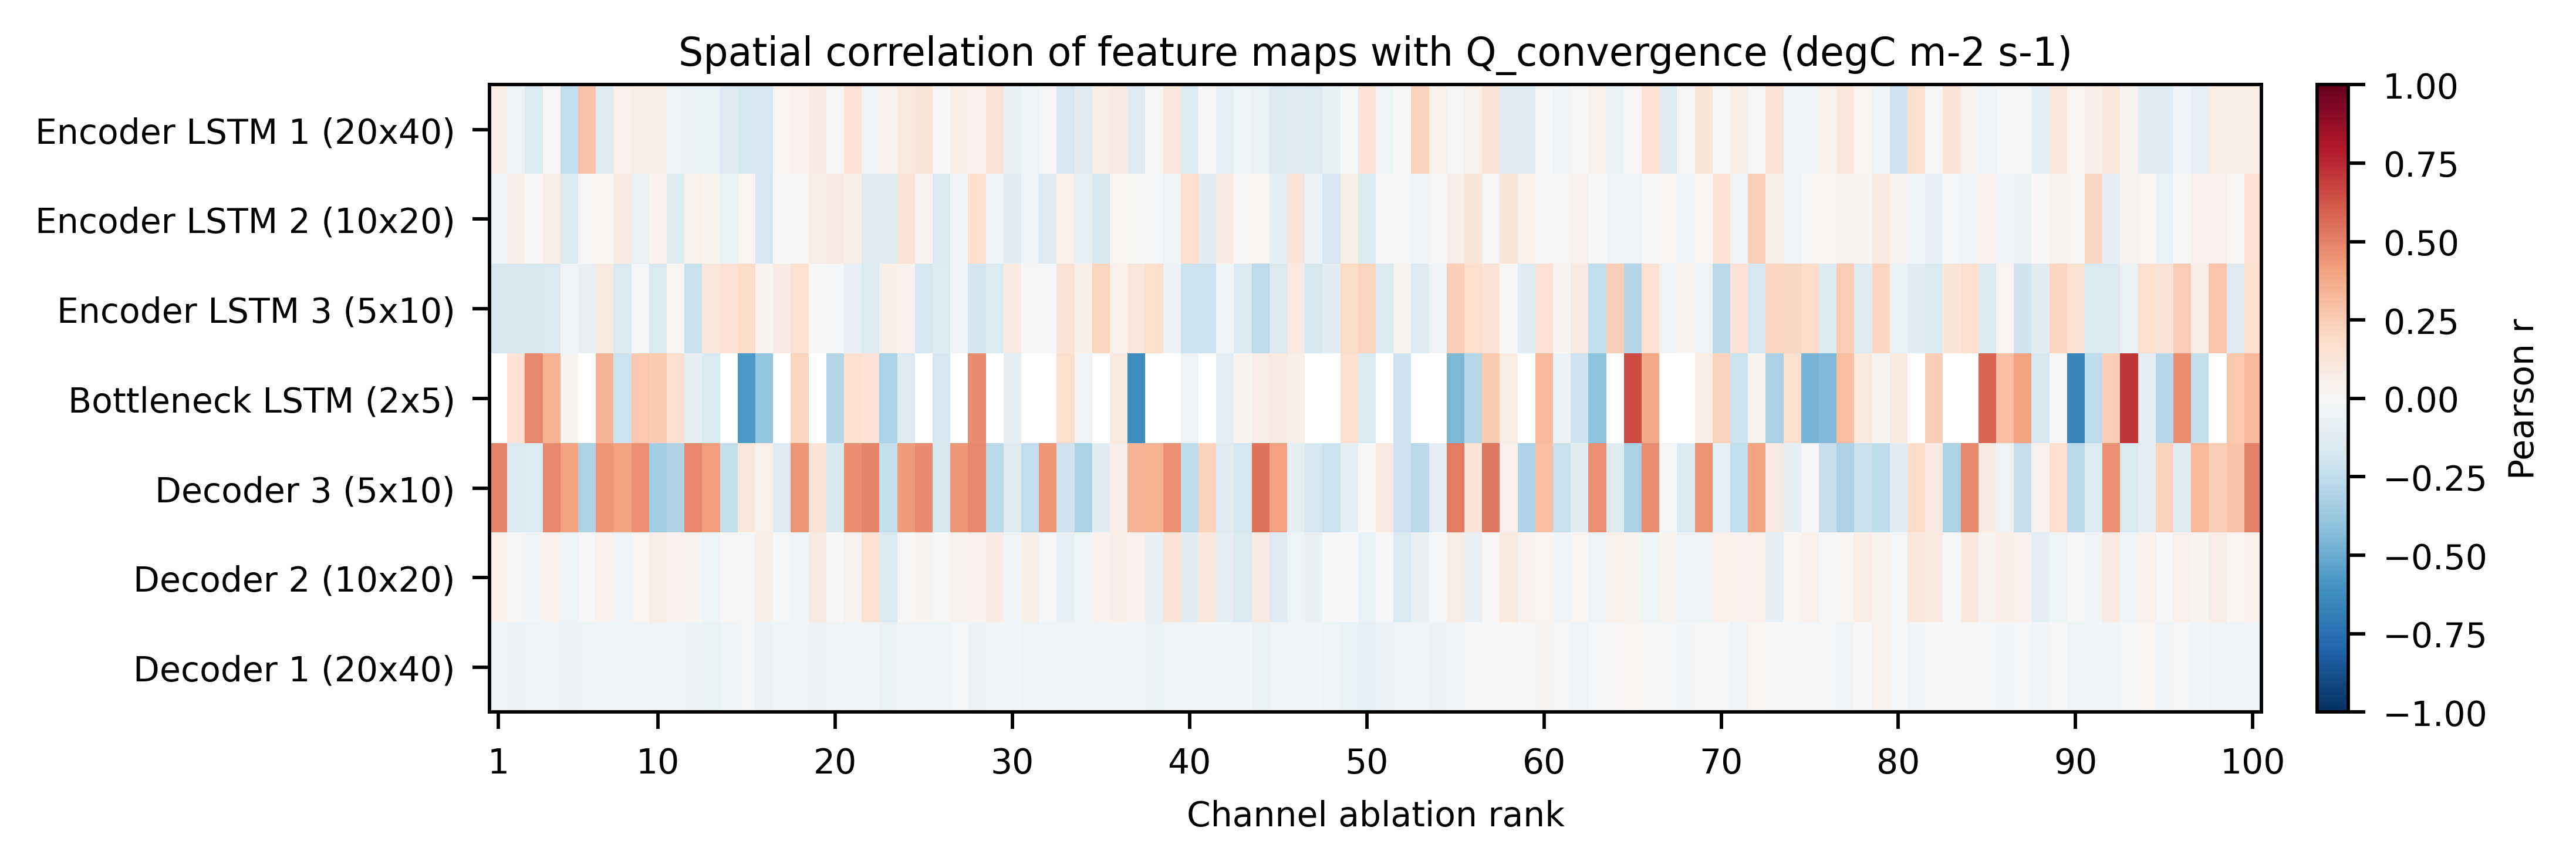 Spatial correlation of feature maps with Q_convergence (degC m-2 s-1)
Encoder LSTM 1 (20x40)
Encoder LSTM 2 (10x20)
Encoder LSTM 3 (5x10)
Bottleneck LSTM (2x5)
Decoder 3 (5x10)
Decoder 2 (10x20)
Decoder 1 (20x40)
1 10 20 30 40 50 60 70 80 90 100
Channel ablation rank
1.00
0.75
0.50
0.25
0.00
−0.25
−0.50
−0.75
−1.00
Pearson r